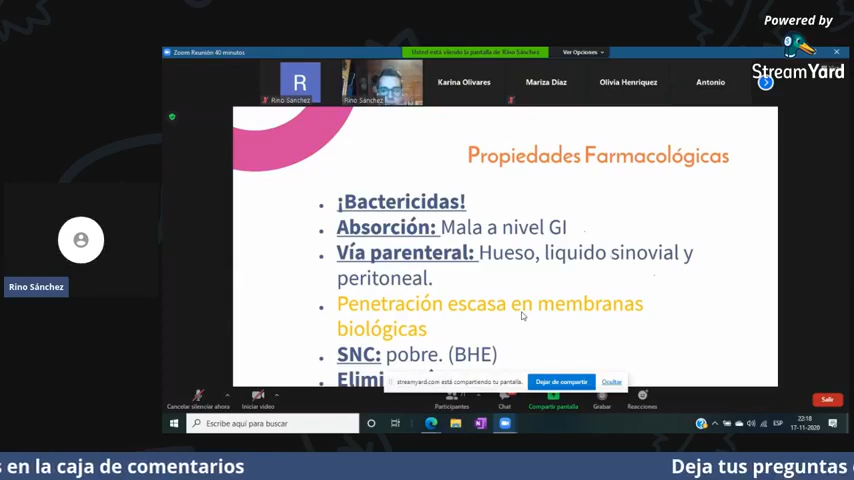 Powered by
StreamYard
Zoom Reunión 40 minutos
Usted está viendo la pantalla de Rino Sánchez
Ver Opciones
R
Rino Sánchez
Rino Sánchez
Karina Olivares
Mariza Díaz
Olivia Henriquez
Antonio
Propiedades Farmacológicas
¡Bactericidas!
Absorción: Mala a nivel GI
Vía parenteral: Hueso, liquido sinovial y
peritoneal.
Penetración escasa en membranas
biológicas
SNC: pobre. (BHE)
Elimi
Rino Sánchez
streamyard.com está compartiendo tu pantalla.
Dejar de compartir
Ocultar
Cancelar silenciar ahora
Iniciar video
Participantes
Chat
Compartir pantalla
Grabar
Reacciones
Salir
Escribe aquí para buscar
ESP
22:18
17-11-2020
s en la caja de comentarios
Deja tus preguntas